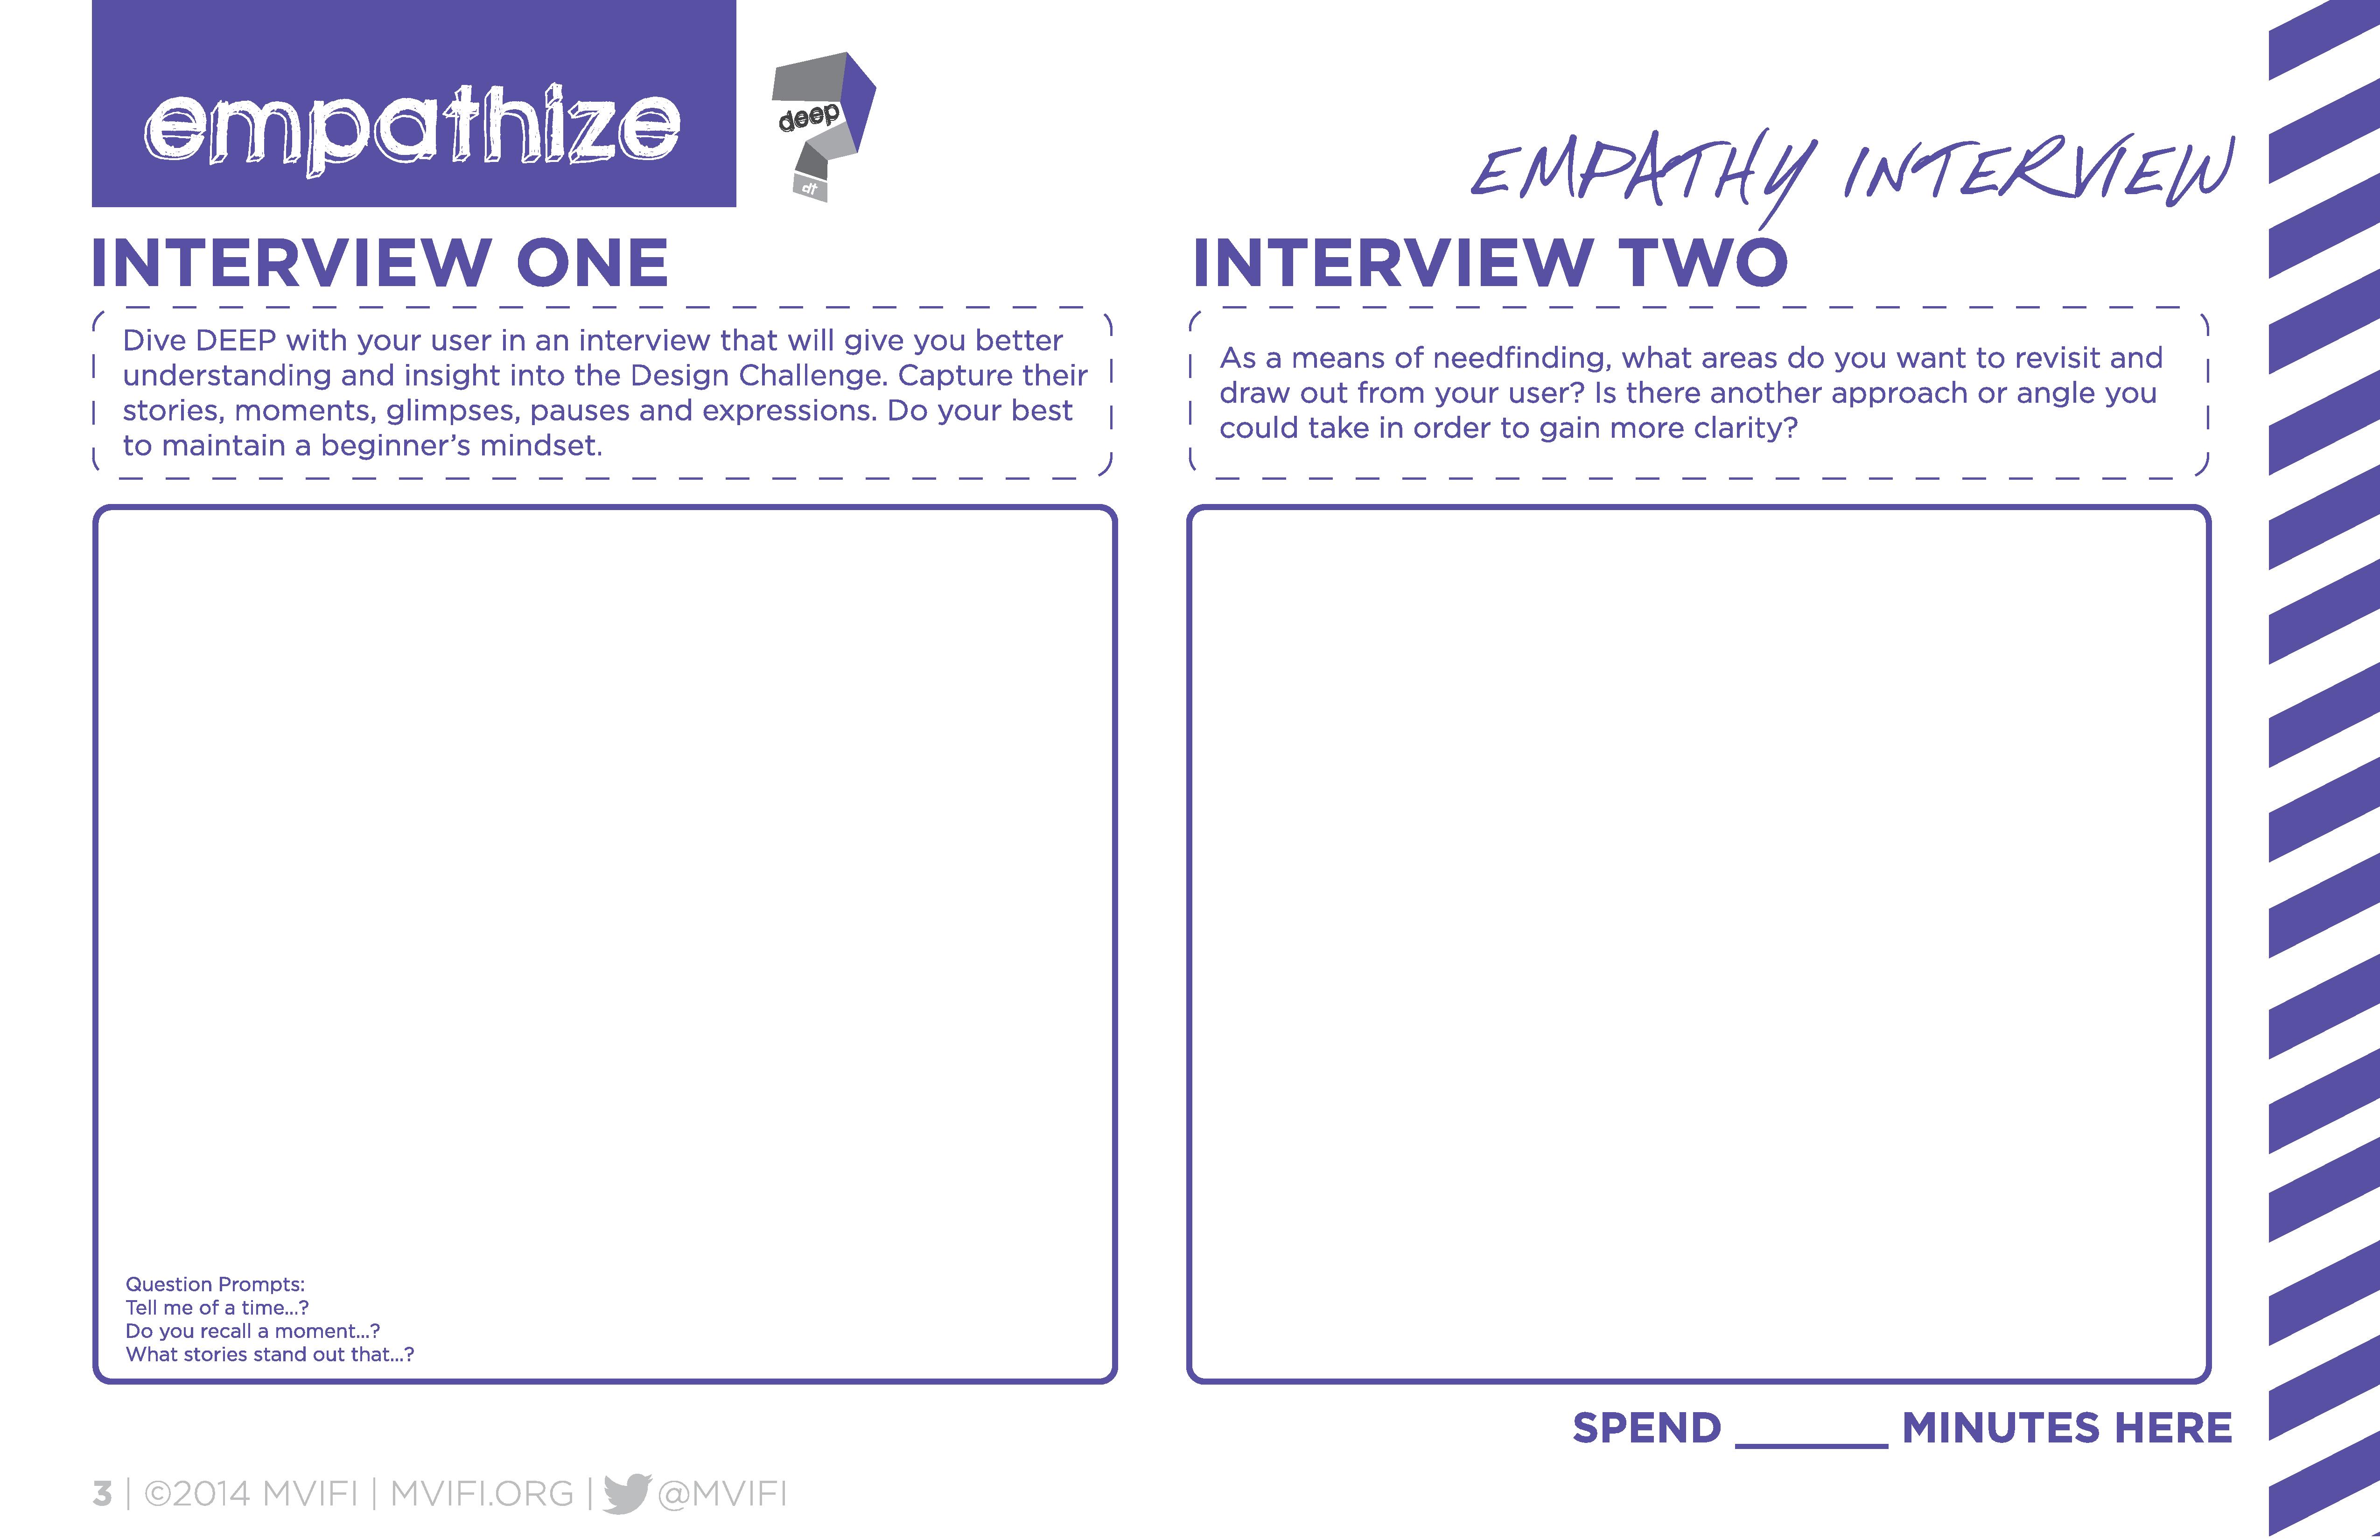 empathize
deep
dt
EMPATHY INTERVIEW
INTERVIEW ONE
Dive DEEP with your user in an interview that will give you better
understanding and insight into the Design Challenge. Capture their
stories, moments, glimpses, pauses and expressions. Do your best
to maintain a beginner’s mindset.
Question Prompts:
Tell me of a time...?
Do you recall a moment...?
What stories stand out that...?
INTERVIEW TWO
As a means of needfinding, what areas do you want to revisit and
draw out from your user? Is there another approach or angle you
could take in order to gain more clarity?
SPEND ______ MINUTES HERE
3 | ©2014 MVIFI | MVIFI.ORG | @MVIFI